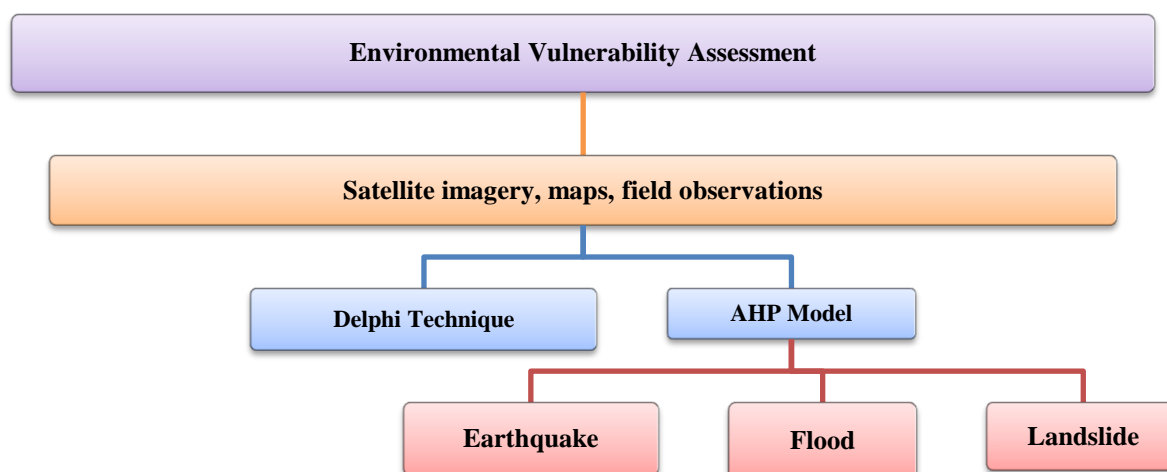 Environmental Vulnerability Assessment
Satellite imagery, maps, field observations
Delphi Technique
AHP Model
Earthquake
Flood
Landslide